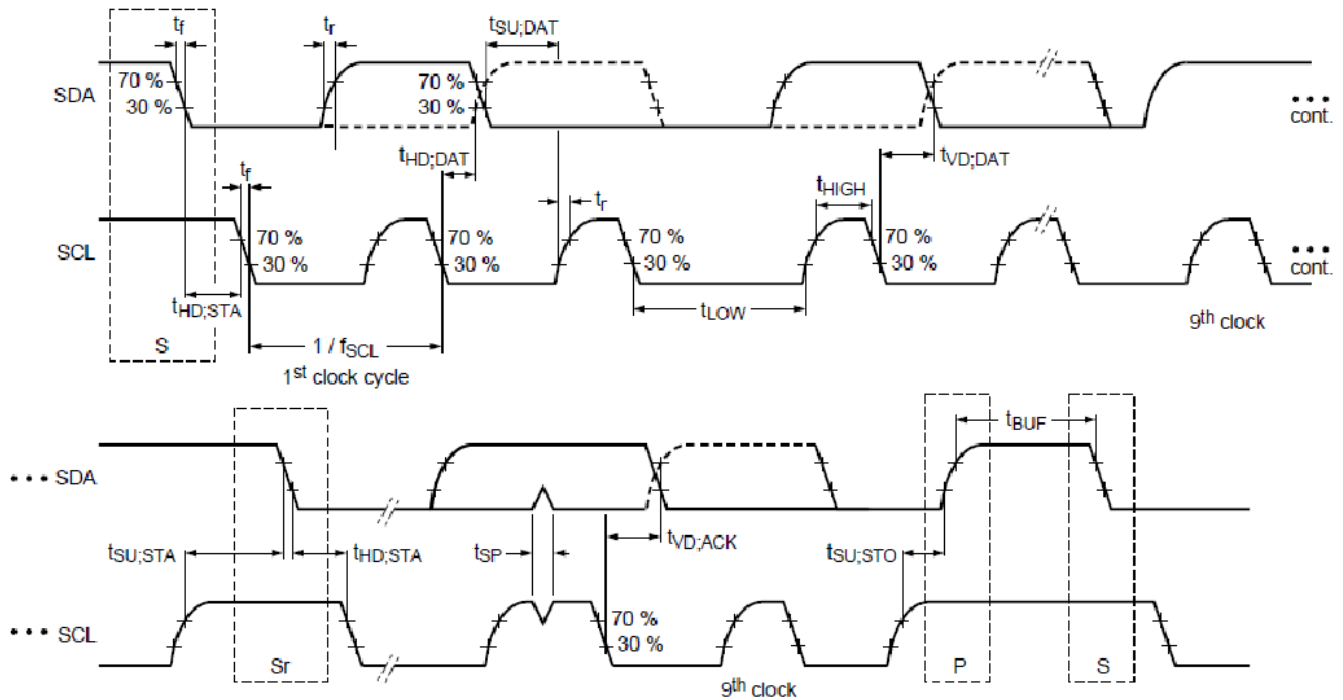 tf tr tSU;DAT
70 % 70 %
SDA
30 % 30 %
cont.
tHD;DAT tVD;DAT
tf tHIGH
tr
70 % 70 % 70 %
SCL
30 % 30 % 30 % 30 %
cont.
tHD;STA tLOW
9th clock
S 1 / fSCL
1st clock cycle
tBUF
SDA
tSU;STA tHD;STA tSP tVD;ACK tSU;STO
70 %
SCL 30 %
Sr P S
9th clock